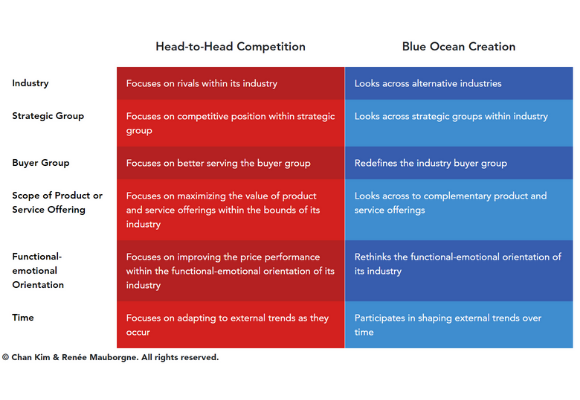 Head-to-Head Competition
Blue Ocean Creation
Industry
Focuses on rivals within its industry
Looks across alternative industries
Strategic Group
Focuses on competitive position within strategic
group
Looks across strategic groups within industry
Buyer Group
Focuses on better serving the buyer group
Redefines the industry buyer group
Scope of Product or
Service Offering
Focuses on maximizing the value of product
and service offerings within the bounds of its
industry
Looks across to complementary product and
service offerings
Functional-
emotional
Orientation
Focuses on improving the price performance
within the functional-emotional orientation of its
industry
Rethinks the functional-emotional orientation of
its industry
Time
Focuses on adapting to external trends as they
occur
Participates in shaping external trends over
time
© Chan Kim & Renée Mauborgne. All rights reserved.